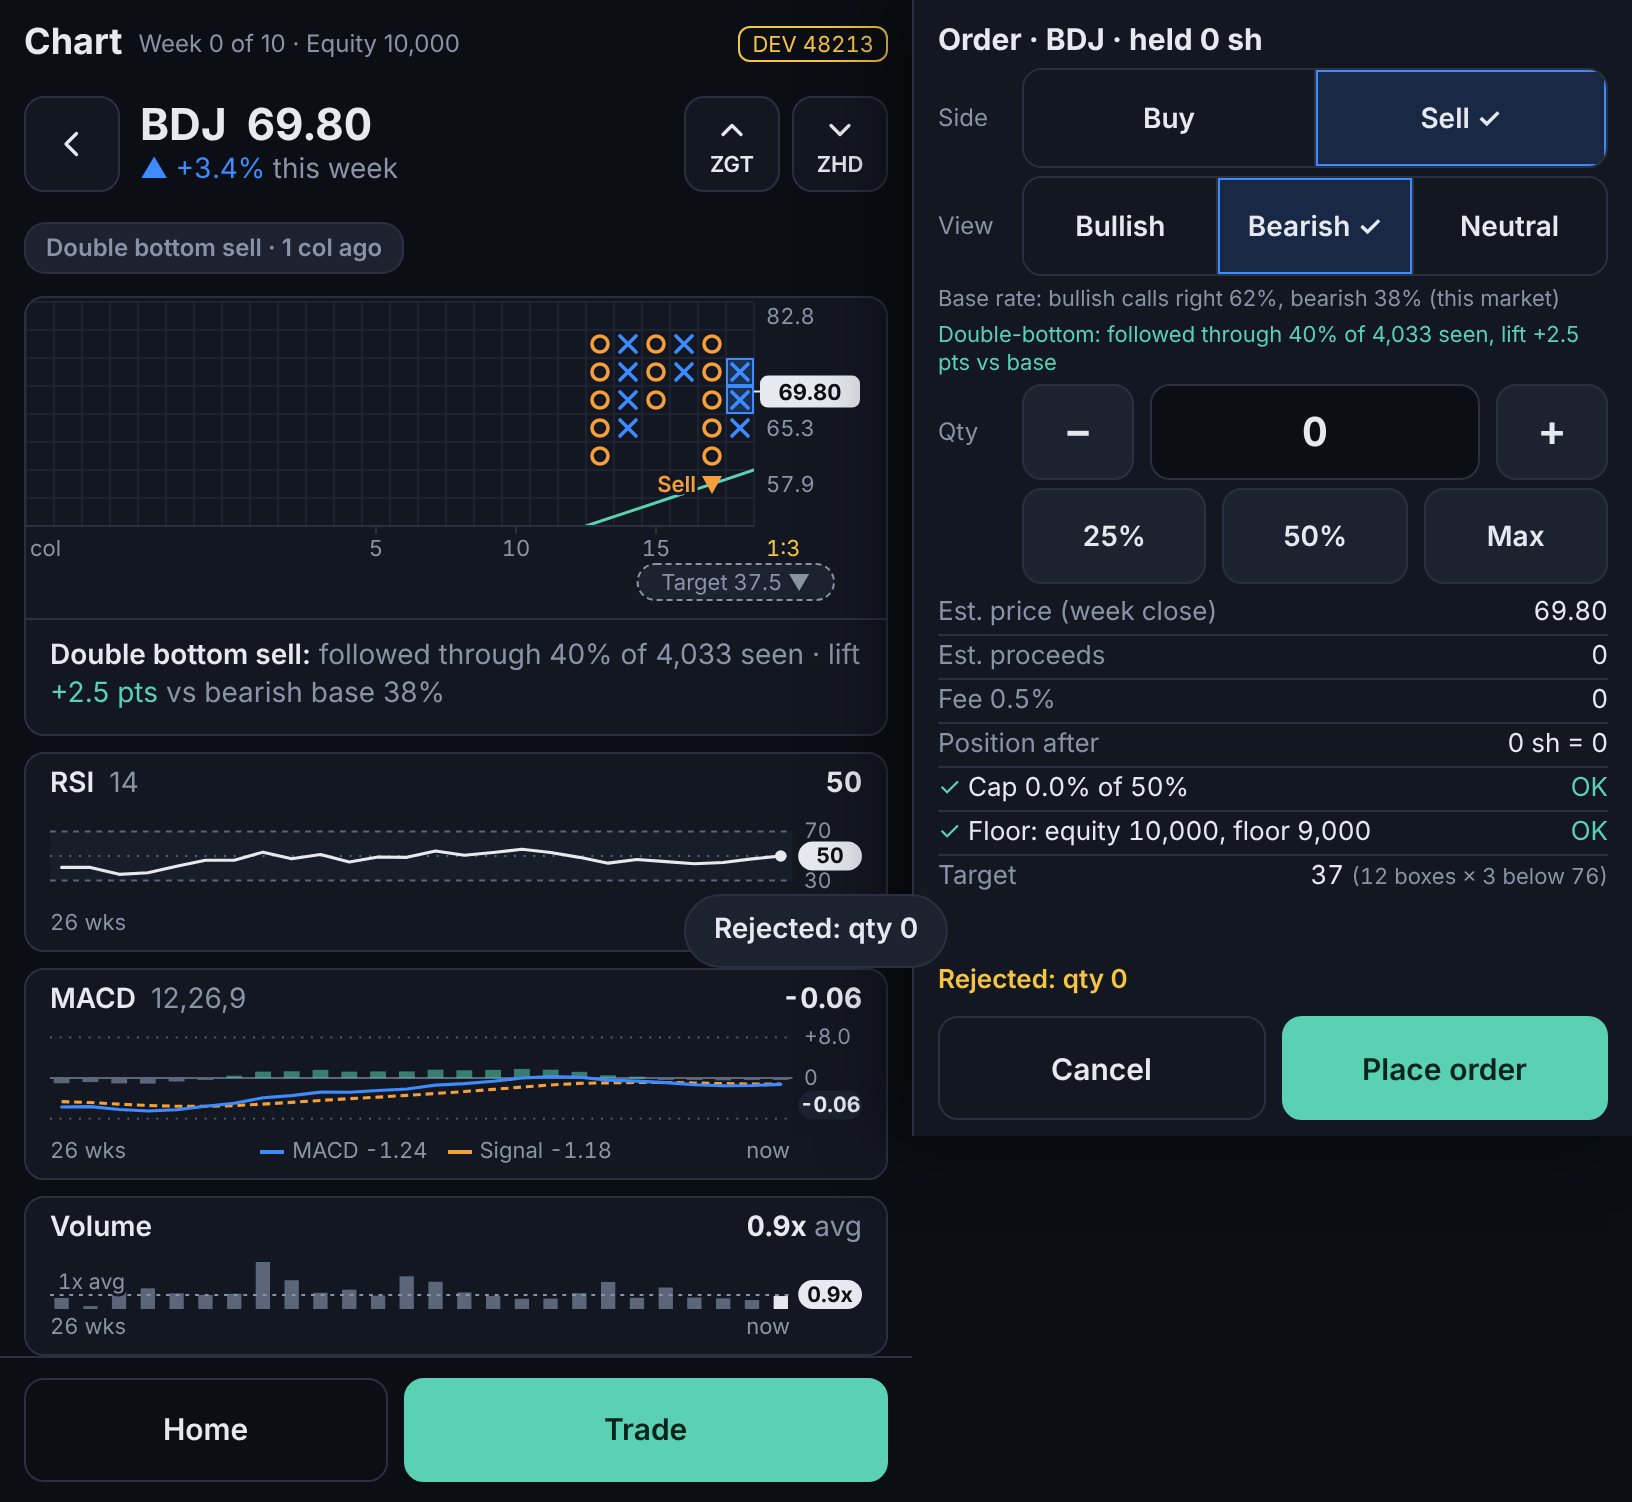 Chart Week 0 of 10 · Equity 10,000
DEV 48213
BDJ 69.80
▲ +3.4% this week
ZGT
ZHD
Double bottom sell · 1 col ago
82.8
69.80
65.3
57.9
Sell ▼
col 5 10 15 1:3
Target 37.5 ▼
Double bottom sell: followed through 40% of 4,033 seen · lift
+2.5 pts vs bearish base 38%
RSI 14 50
70
50
30
26 wks
Rejected: qty 0
MACD 12,26,9 -0.06
+8.0
0
-0.06
26 wks MACD -1.24 Signal -1.18 now
Volume 0.9x avg
1x avg
0.9x
26 wks now
Home
Trade
Order · BDJ · held 0 sh
Side Buy Sell ✓
View Bullish Bearish ✓ Neutral
Base rate: bullish calls right 62%, bearish 38% (this market)
Double-bottom: followed through 40% of 4,033 seen, lift +2.5
pts vs base
Qty − 0 +
25% 50% Max
Est. price (week close) 69.80
Est. proceeds 0
Fee 0.5% 0
Position after 0 sh = 0
✓ Cap 0.0% of 50% OK
✓ Floor: equity 10,000, floor 9,000 OK
Target 37 (12 boxes × 3 below 76)
Rejected: qty 0
Cancel
Place order